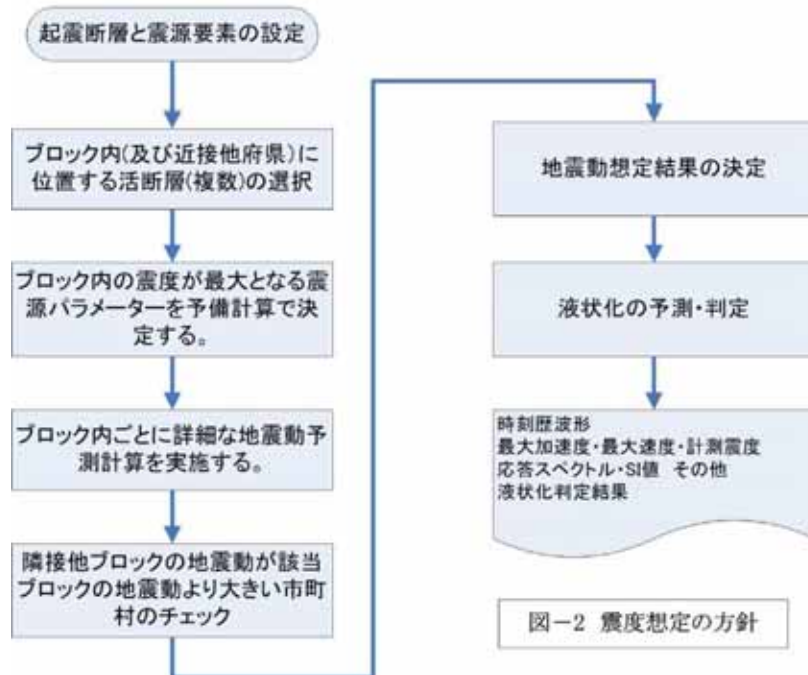 起震断層と震源要素の設定
ブロック内(及び近接他府県)に
位置する活断層(複数)の選択
ブロック内の震度が最大となる震
源パラメーターを予備計算で決
定する。
ブロック内ごとに詳細な地震動予
測計算を実施する。
隣接他ブロックの地震動が該当
ブロックの地震動より大きい市町
村のチェック
地震動想定結果の決定
液状化の予測・判定
時刻歴波形
最大加速度・最大速度・計測震度
応答スペクトル・SI値 その他
液状化判定結果
図-2 震度想定の方針